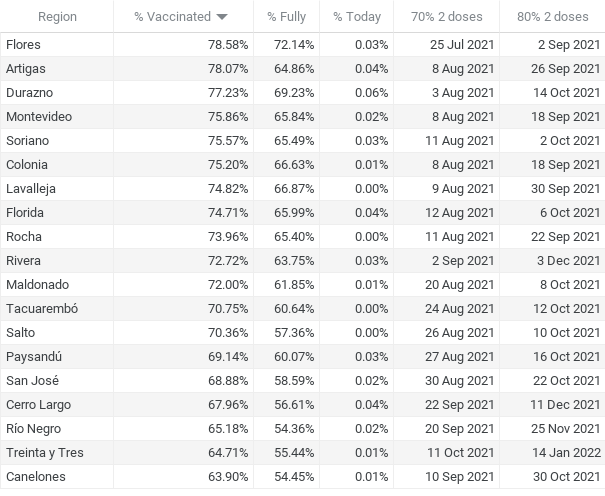 Region % Vaccinated % Fully % Today 70% 2 doses 80% 2 doses
Flores 78.58% 72.14% 0.03% 25 Jul 2021 2 Sep 2021
Artigas 78.07% 64.86% 0.04% 8 Aug 2021 26 Sep 2021
Durazno 77.23% 69.23% 0.06% 3 Aug 2021 14 Oct 2021
Montevideo 75.86% 65.84% 0.02% 8 Aug 2021 18 Sep 2021
Soriano 75.57% 65.49% 0.03% 11 Aug 2021 2 Oct 2021
Colonia 75.20% 66.63% 0.01% 8 Aug 2021 18 Sep 2021
Lavalleja 74.82% 66.87% 0.00% 9 Aug 2021 30 Sep 2021
Florida 74.71% 65.99% 0.04% 12 Aug 2021 6 Oct 2021
Rocha 73.96% 65.40% 0.00% 11 Aug 2021 22 Sep 2021
Rivera 72.72% 63.75% 0.03% 2 Sep 2021 3 Dec 2021
Maldonado 72.00% 61.85% 0.01% 20 Aug 2021 8 Oct 2021
Tacuarembó 70.75% 60.64% 0.00% 24 Aug 2021 12 Oct 2021
Salto 70.36% 57.36% 0.00% 26 Aug 2021 10 Oct 2021
Paysandú 69.14% 60.07% 0.03% 27 Aug 2021 16 Oct 2021
San José 68.88% 58.59% 0.02% 30 Aug 2021 22 Oct 2021
Cerro Largo 67.96% 56.61% 0.04% 22 Sep 2021 11 Dec 2021
Río Negro 65.18% 54.36% 0.02% 20 Sep 2021 25 Nov 2021
Treinta y Tres 64.71% 55.44% 0.01% 11 Oct 2021 14 Jan 2022
Canelones 63.90% 54.45% 0.01% 10 Sep 2021 30 Oct 2021